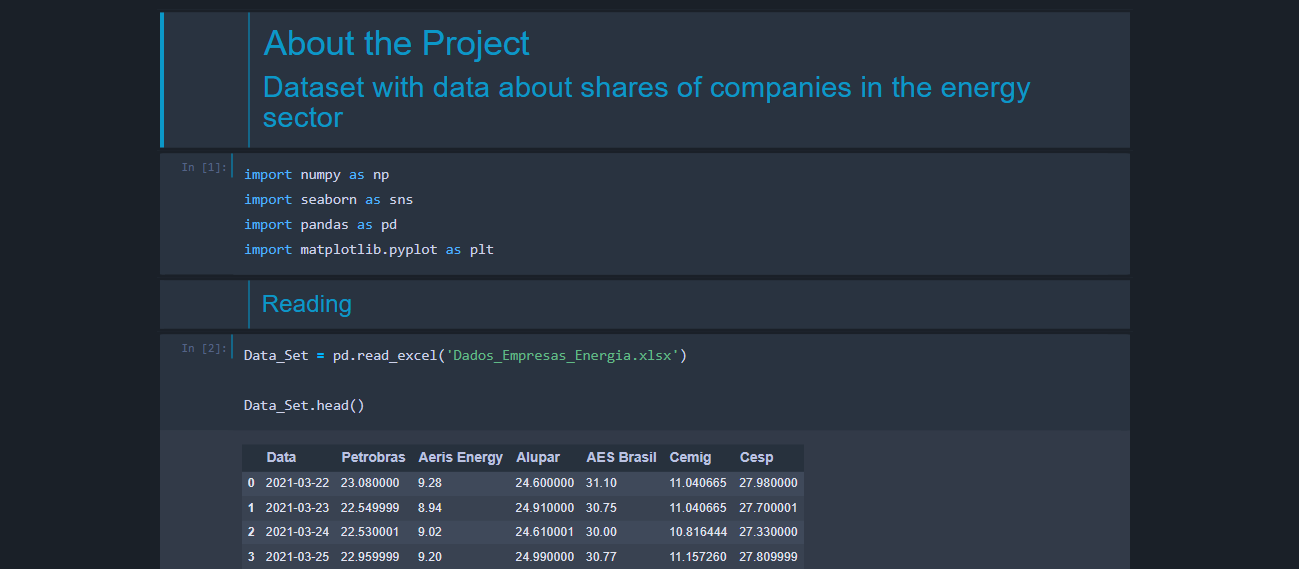 About the Project
Dataset with data about shares of companies in the energy
sector
In [1]:
import numpy as np
import seaborn as sns
import pandas as pd
import matplotlib.pyplot as plt
Reading
In [2]:
Data_Set = pd.read_excel('Dados_Empresas_Energia.xlsx')
Data_Set.head()
Data Petrobras Aeris Energy Alupar AES Brasil Cemig Cesp
0 2021-03-22 23.080000 9.28 24.600000 31.10 11.040665 27.980000
1 2021-03-23 22.549999 8.94 24.910000 30.75 11.040665 27.700001
2 2021-03-24 22.530001 9.02 24.610001 30.00 10.816444 27.330000
3 2021-03-25 22.959999 9.20 24.990000 30.77 11.157260 27.809999